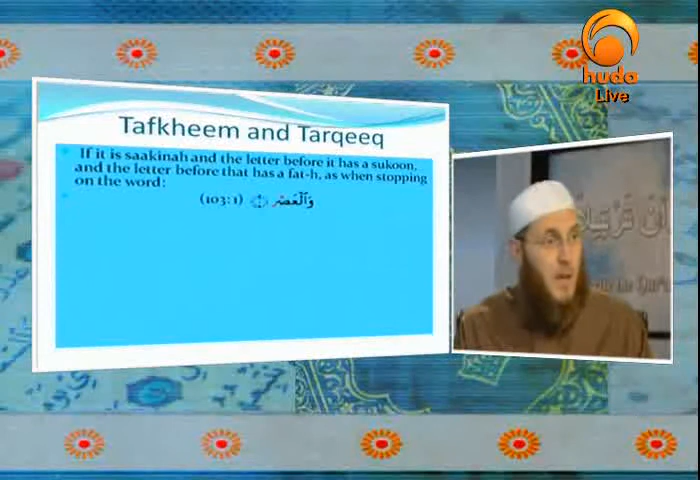 huda
Live
Tafkheem and Tarqeeq
If it is saakinah and the letter before it has a sukoon,
and the letter before that has a fat-h, as when stopping
on the word:
وَٱلْعَصْرِ ۝ (103:1)